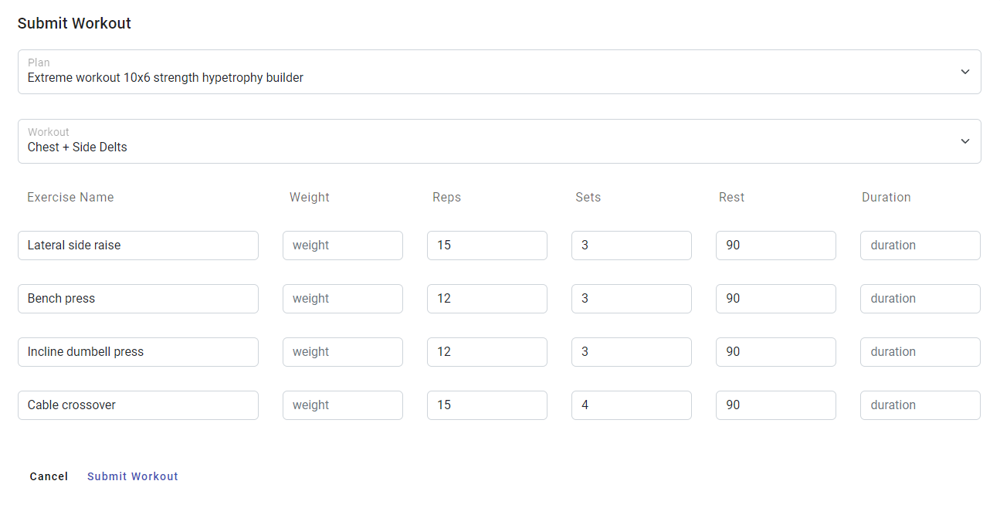 Submit Workout
Plan
Extreme workout 10x6 strength hypetrophy builder
Workout
Chest + Side Delts
Exercise Name Weight Reps Sets Rest Duration
Lateral side raise weight 15 3 90 duration
Bench press weight 12 3 90 duration
Incline dumbell press weight 12 3 90 duration
Cable crossover weight 15 4 90 duration
Cancel Submit Workout